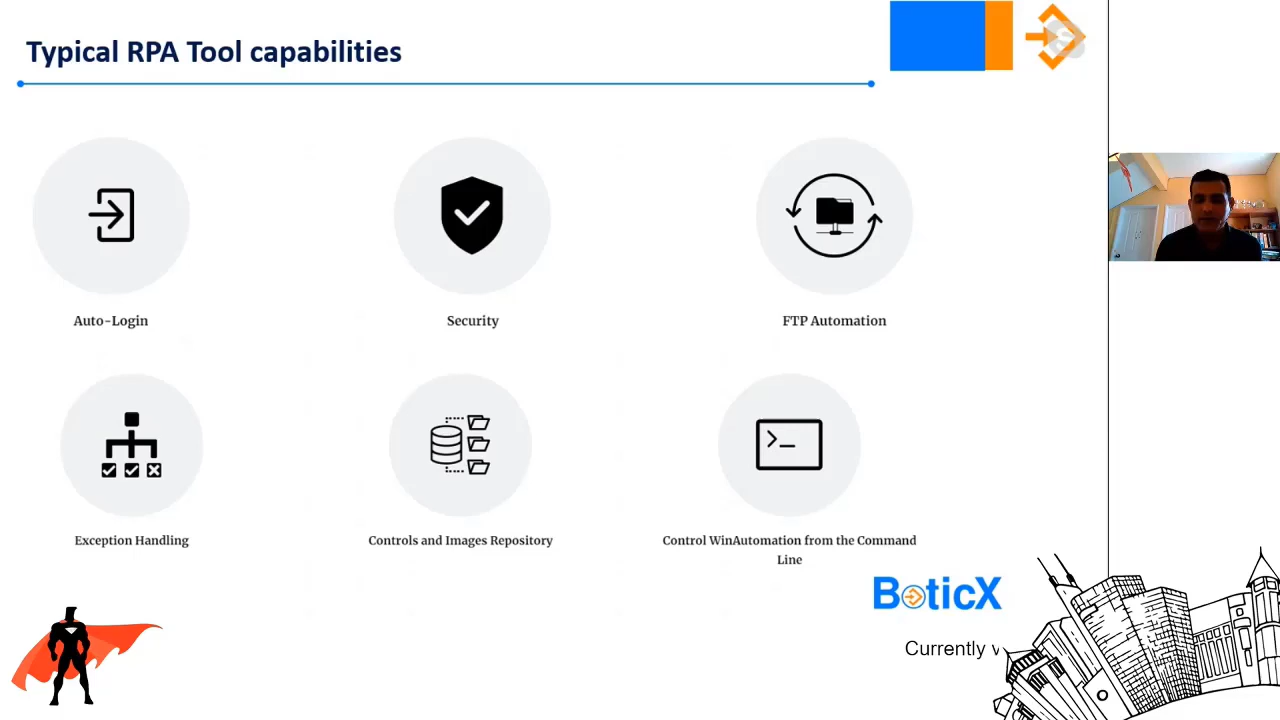 Typical RPA Tool capabilities
Auto-Login
Security
FTP Automation
Exception Handling
Controls and Images Repository
Control WinAutomation from the Command
Line
BoticX
Currently